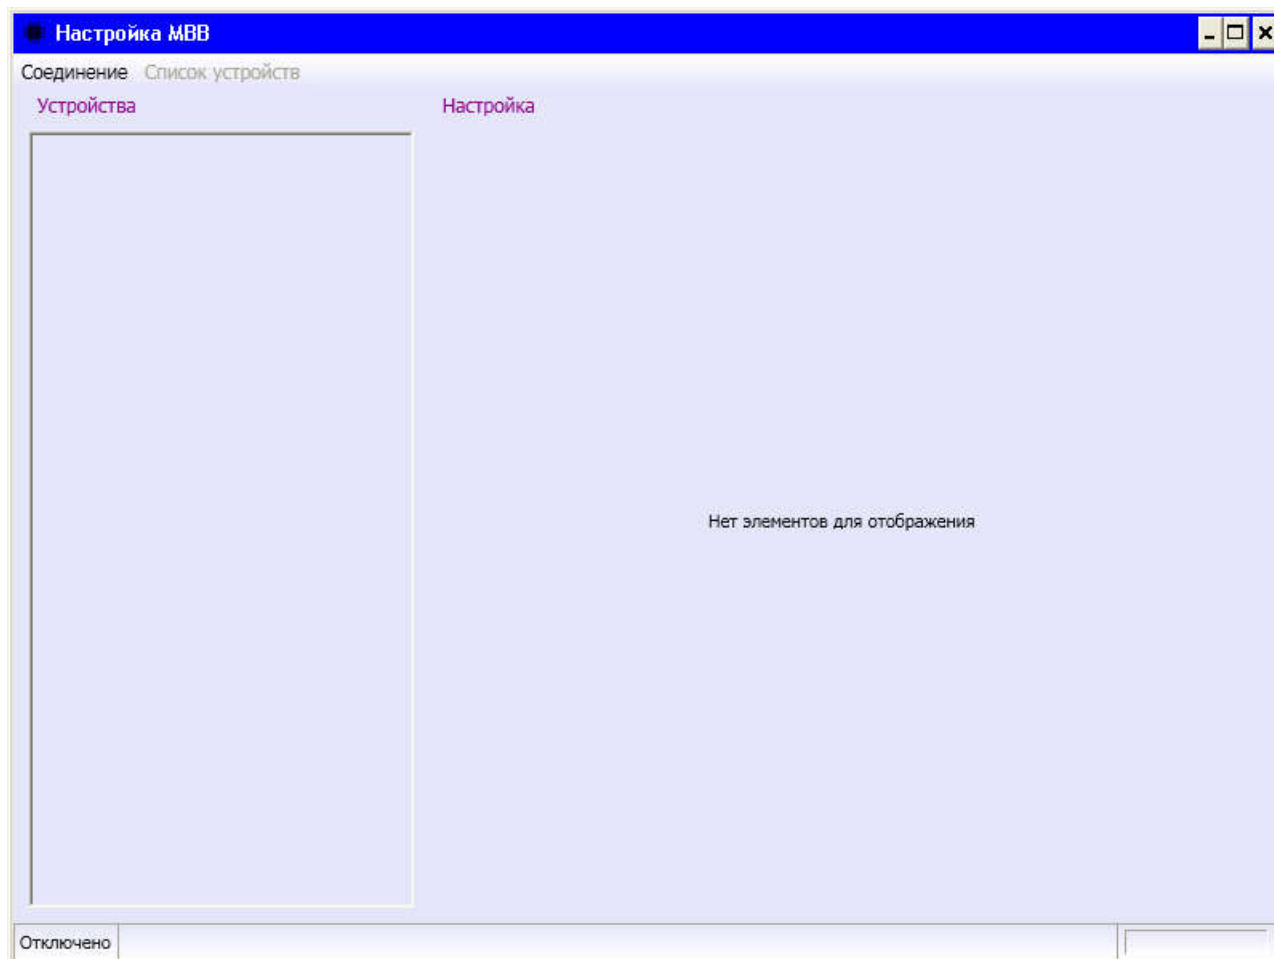 Настройка МВВ
Соединение Список устройств
Устройства Настройка
Нет элементов для отображения
Отключено